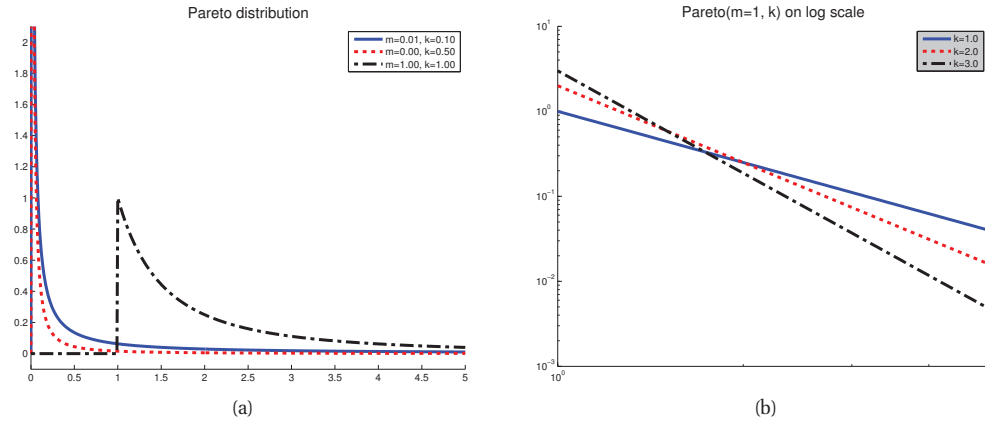 Pareto distribution
m=0.01, k=0.10
m=0.00, k=0.50
m=1.00, k=1.00
2
1.8
1.6
1.4
1.2
1
0.8
0.6
0.4
0.2
0
0 0.5 1 1.5 2 2.5 3 3.5 4 4.5 5
(a)
Pareto(m=1, k) on log scale
k=1.0
k=2.0
k=3.0
10^1
10^0
10^−1
10^−2
10^−3
10^0
(b)